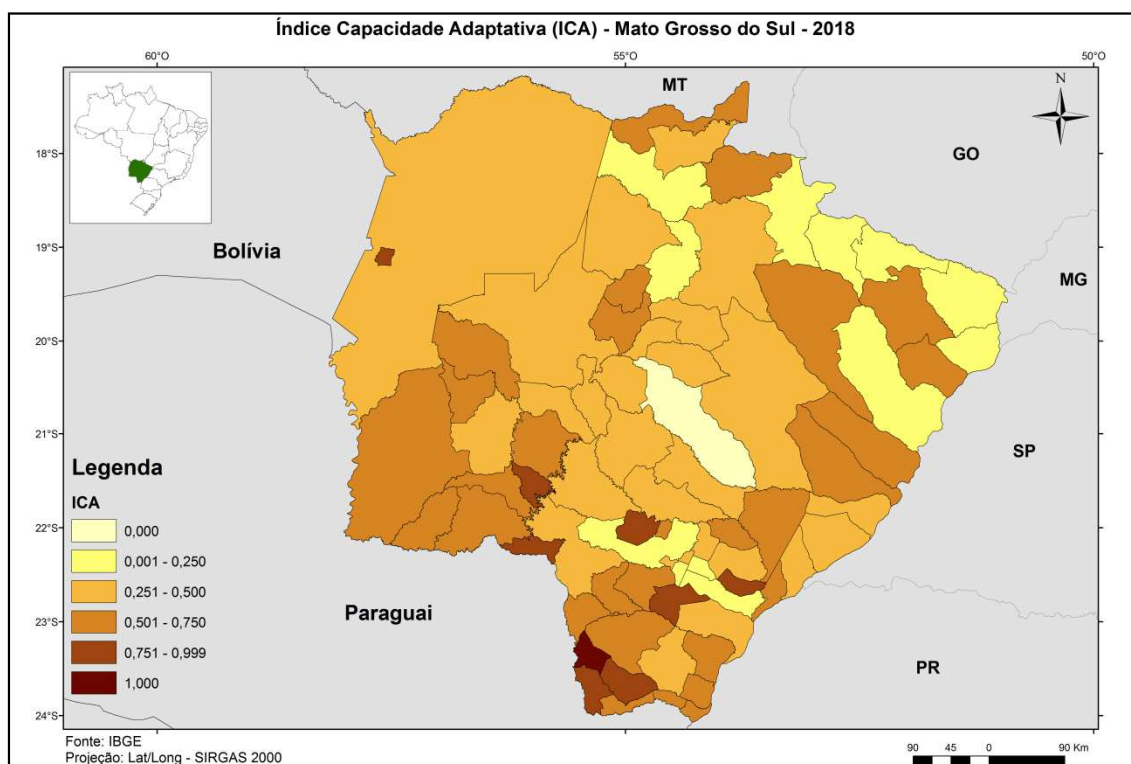 Índice Capacidade Adaptativa (ICA) - Mato Grosso do Sul - 2018
60°O
55°O
50°O
MT
N
18°S
GO
19°S
Bolívia
MG
20°S
21°S
SP
Legenda
ICA
22°S
0,000
0,001 - 0,250
0,251 - 0,500
Paraguai
0,501 - 0,750
23°S
0,751 - 0,999
PR
1,000
24°S
Fonte: IBGE
Projeção: Lat/Long - SIRGAS 2000
90 45 0 90 Km